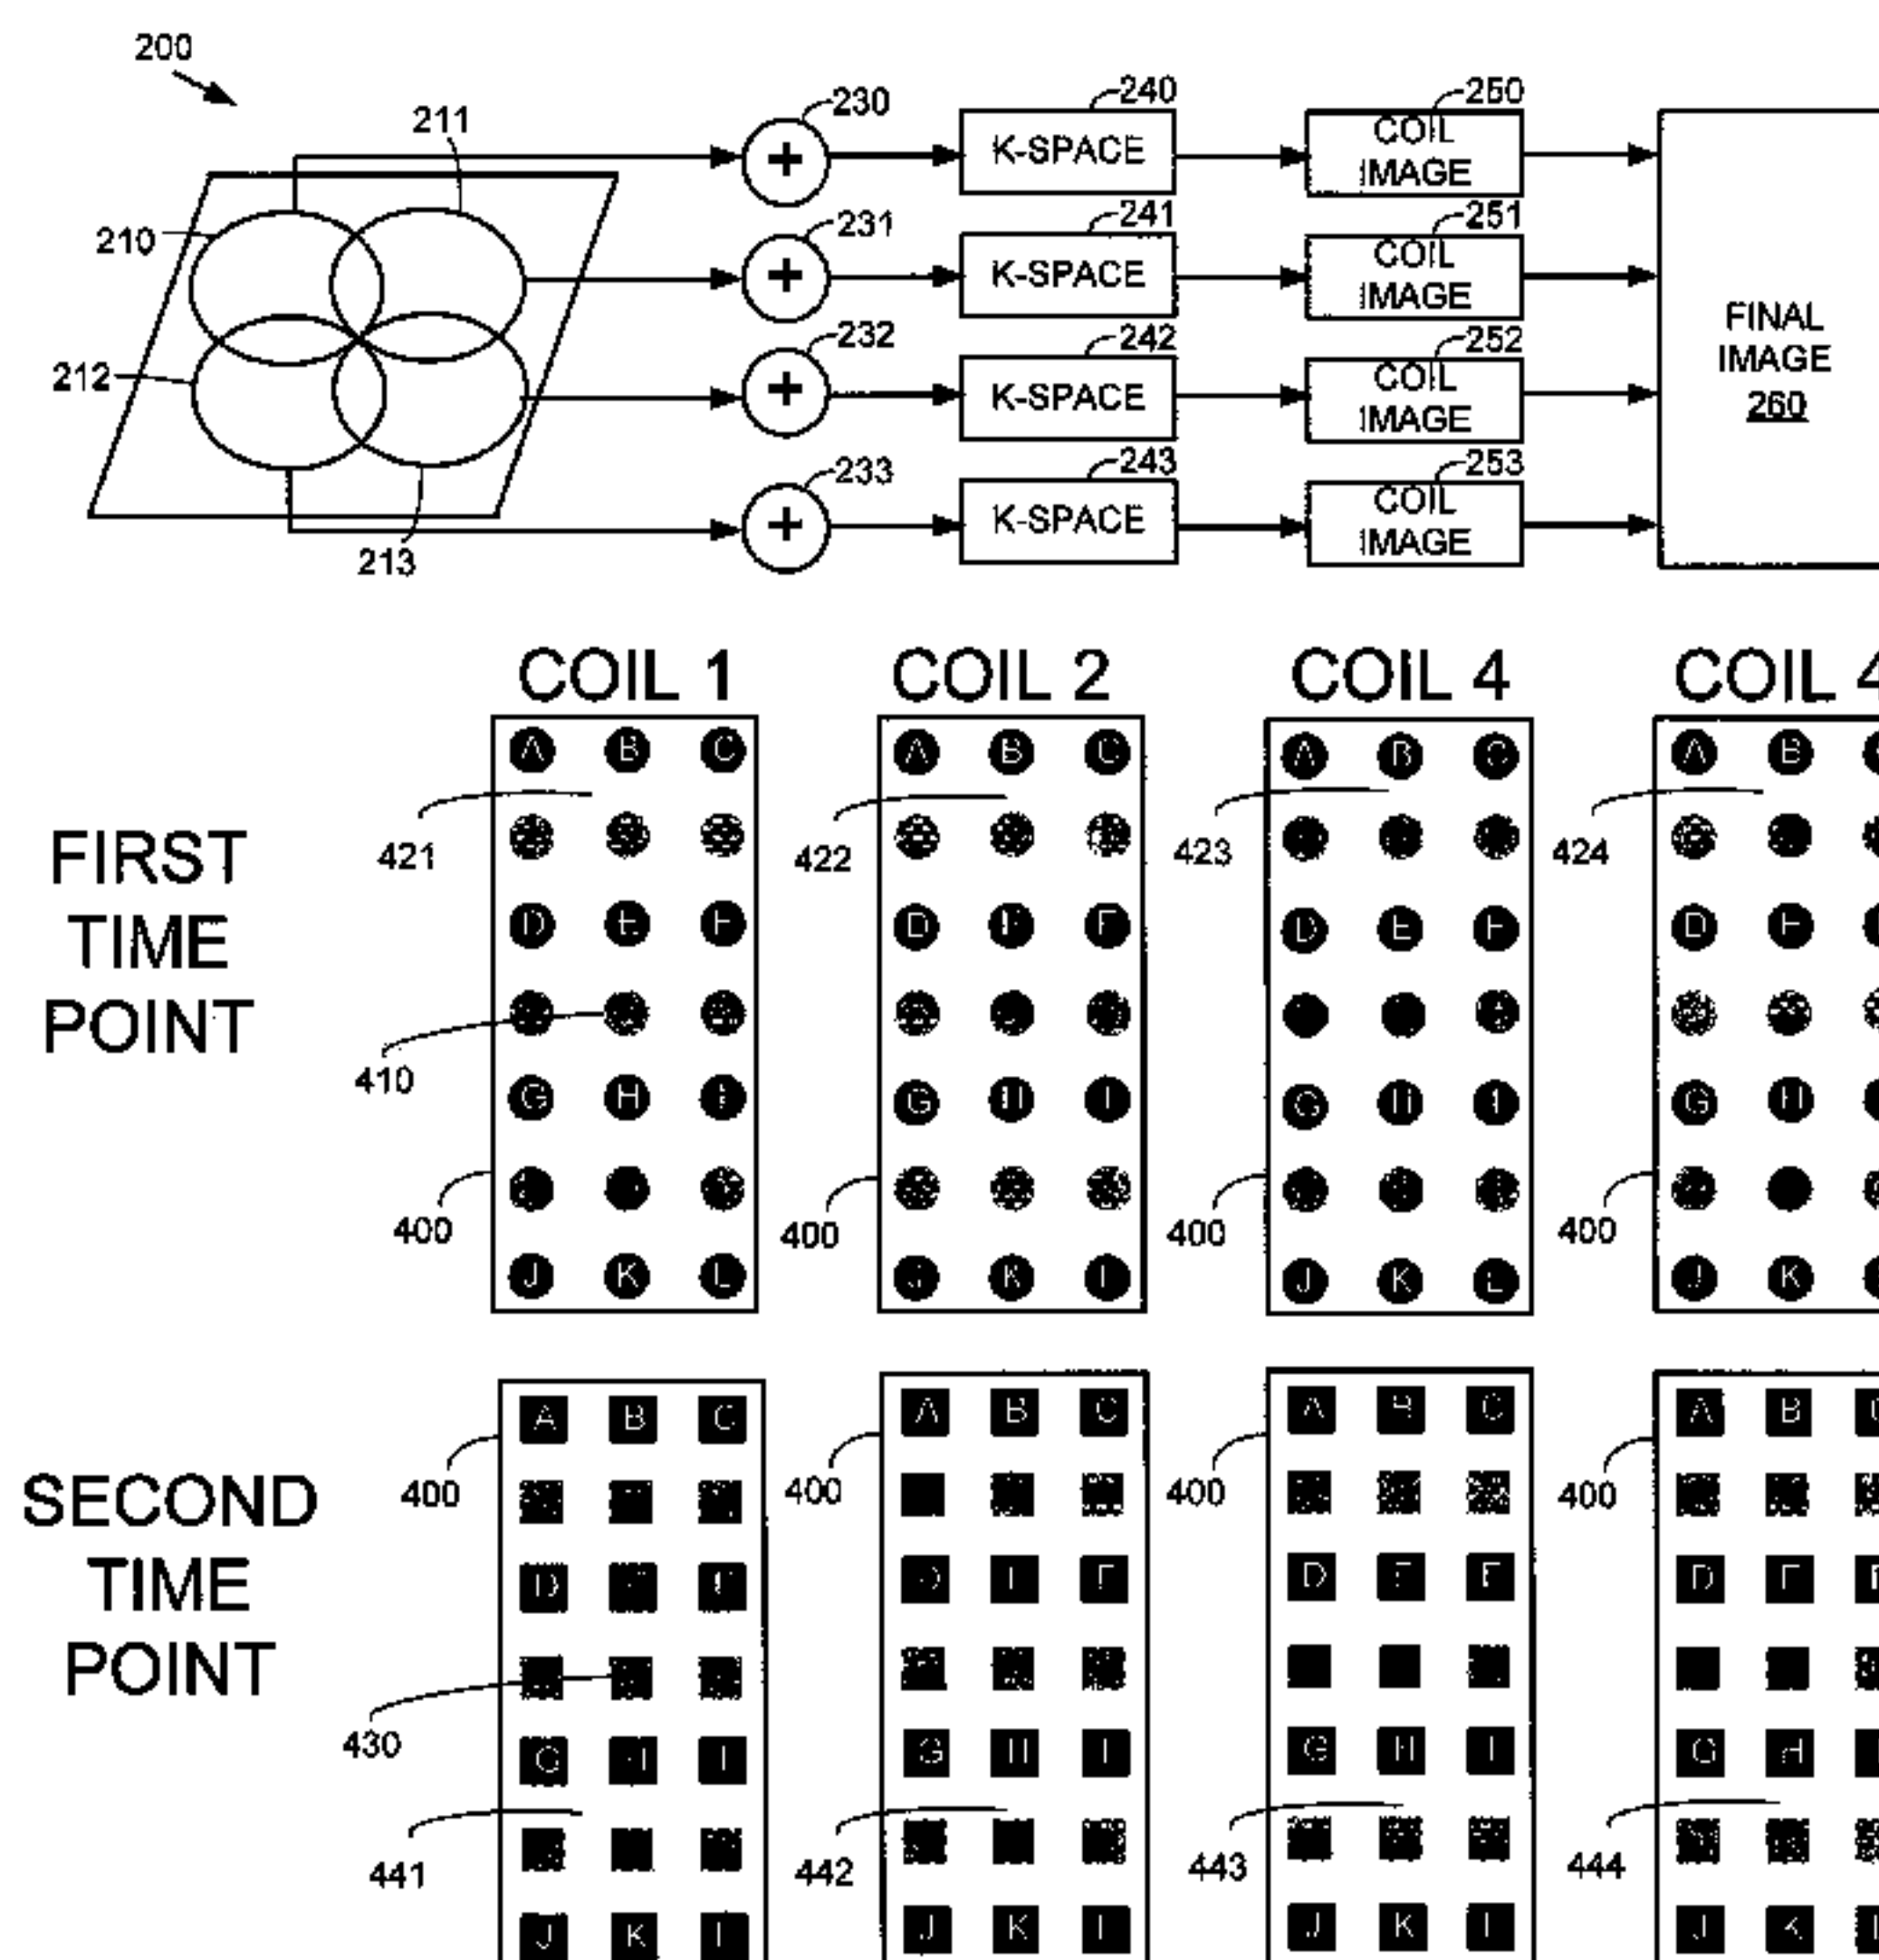 200
211
230
240
250
K-SPACE
COIL
IMAGE
210
231
241
251
K-SPACE
COIL
IMAGE
FINAL
IMAGE
260
212
232
242
252
K-SPACE
COIL
IMAGE
233
243
253
K-SPACE
COIL
IMAGE
213
COIL 1 COIL 2 COIL 4 COIL 4
FIRST
TIME
POINT
A B C
421
D
410
G H
400
J K L
A B C
422
D F
G I
400
K
A
423
D E
G
400
J K L
A B
424
D
G H
400
J K
SECOND
TIME
POINT
400
A B C
D
430
G I
441
J K
400
A B C
F
G I
442
J K
400
A C
D F
G H I
443
J K
400
A B
D
G H
444
J